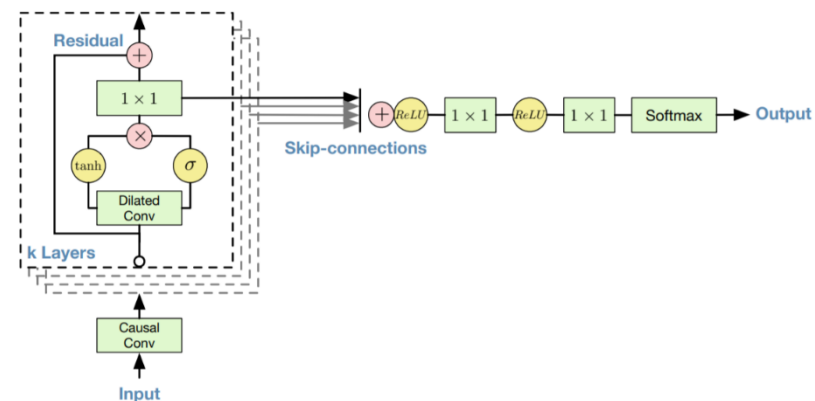 Residual
+
1 × 1
×
tanh
σ
Dilated
Conv
k Layers
Causal
Conv
Input
Skip-connections
+
ReLU
1 × 1
ReLU
1 × 1
Softmax
Output